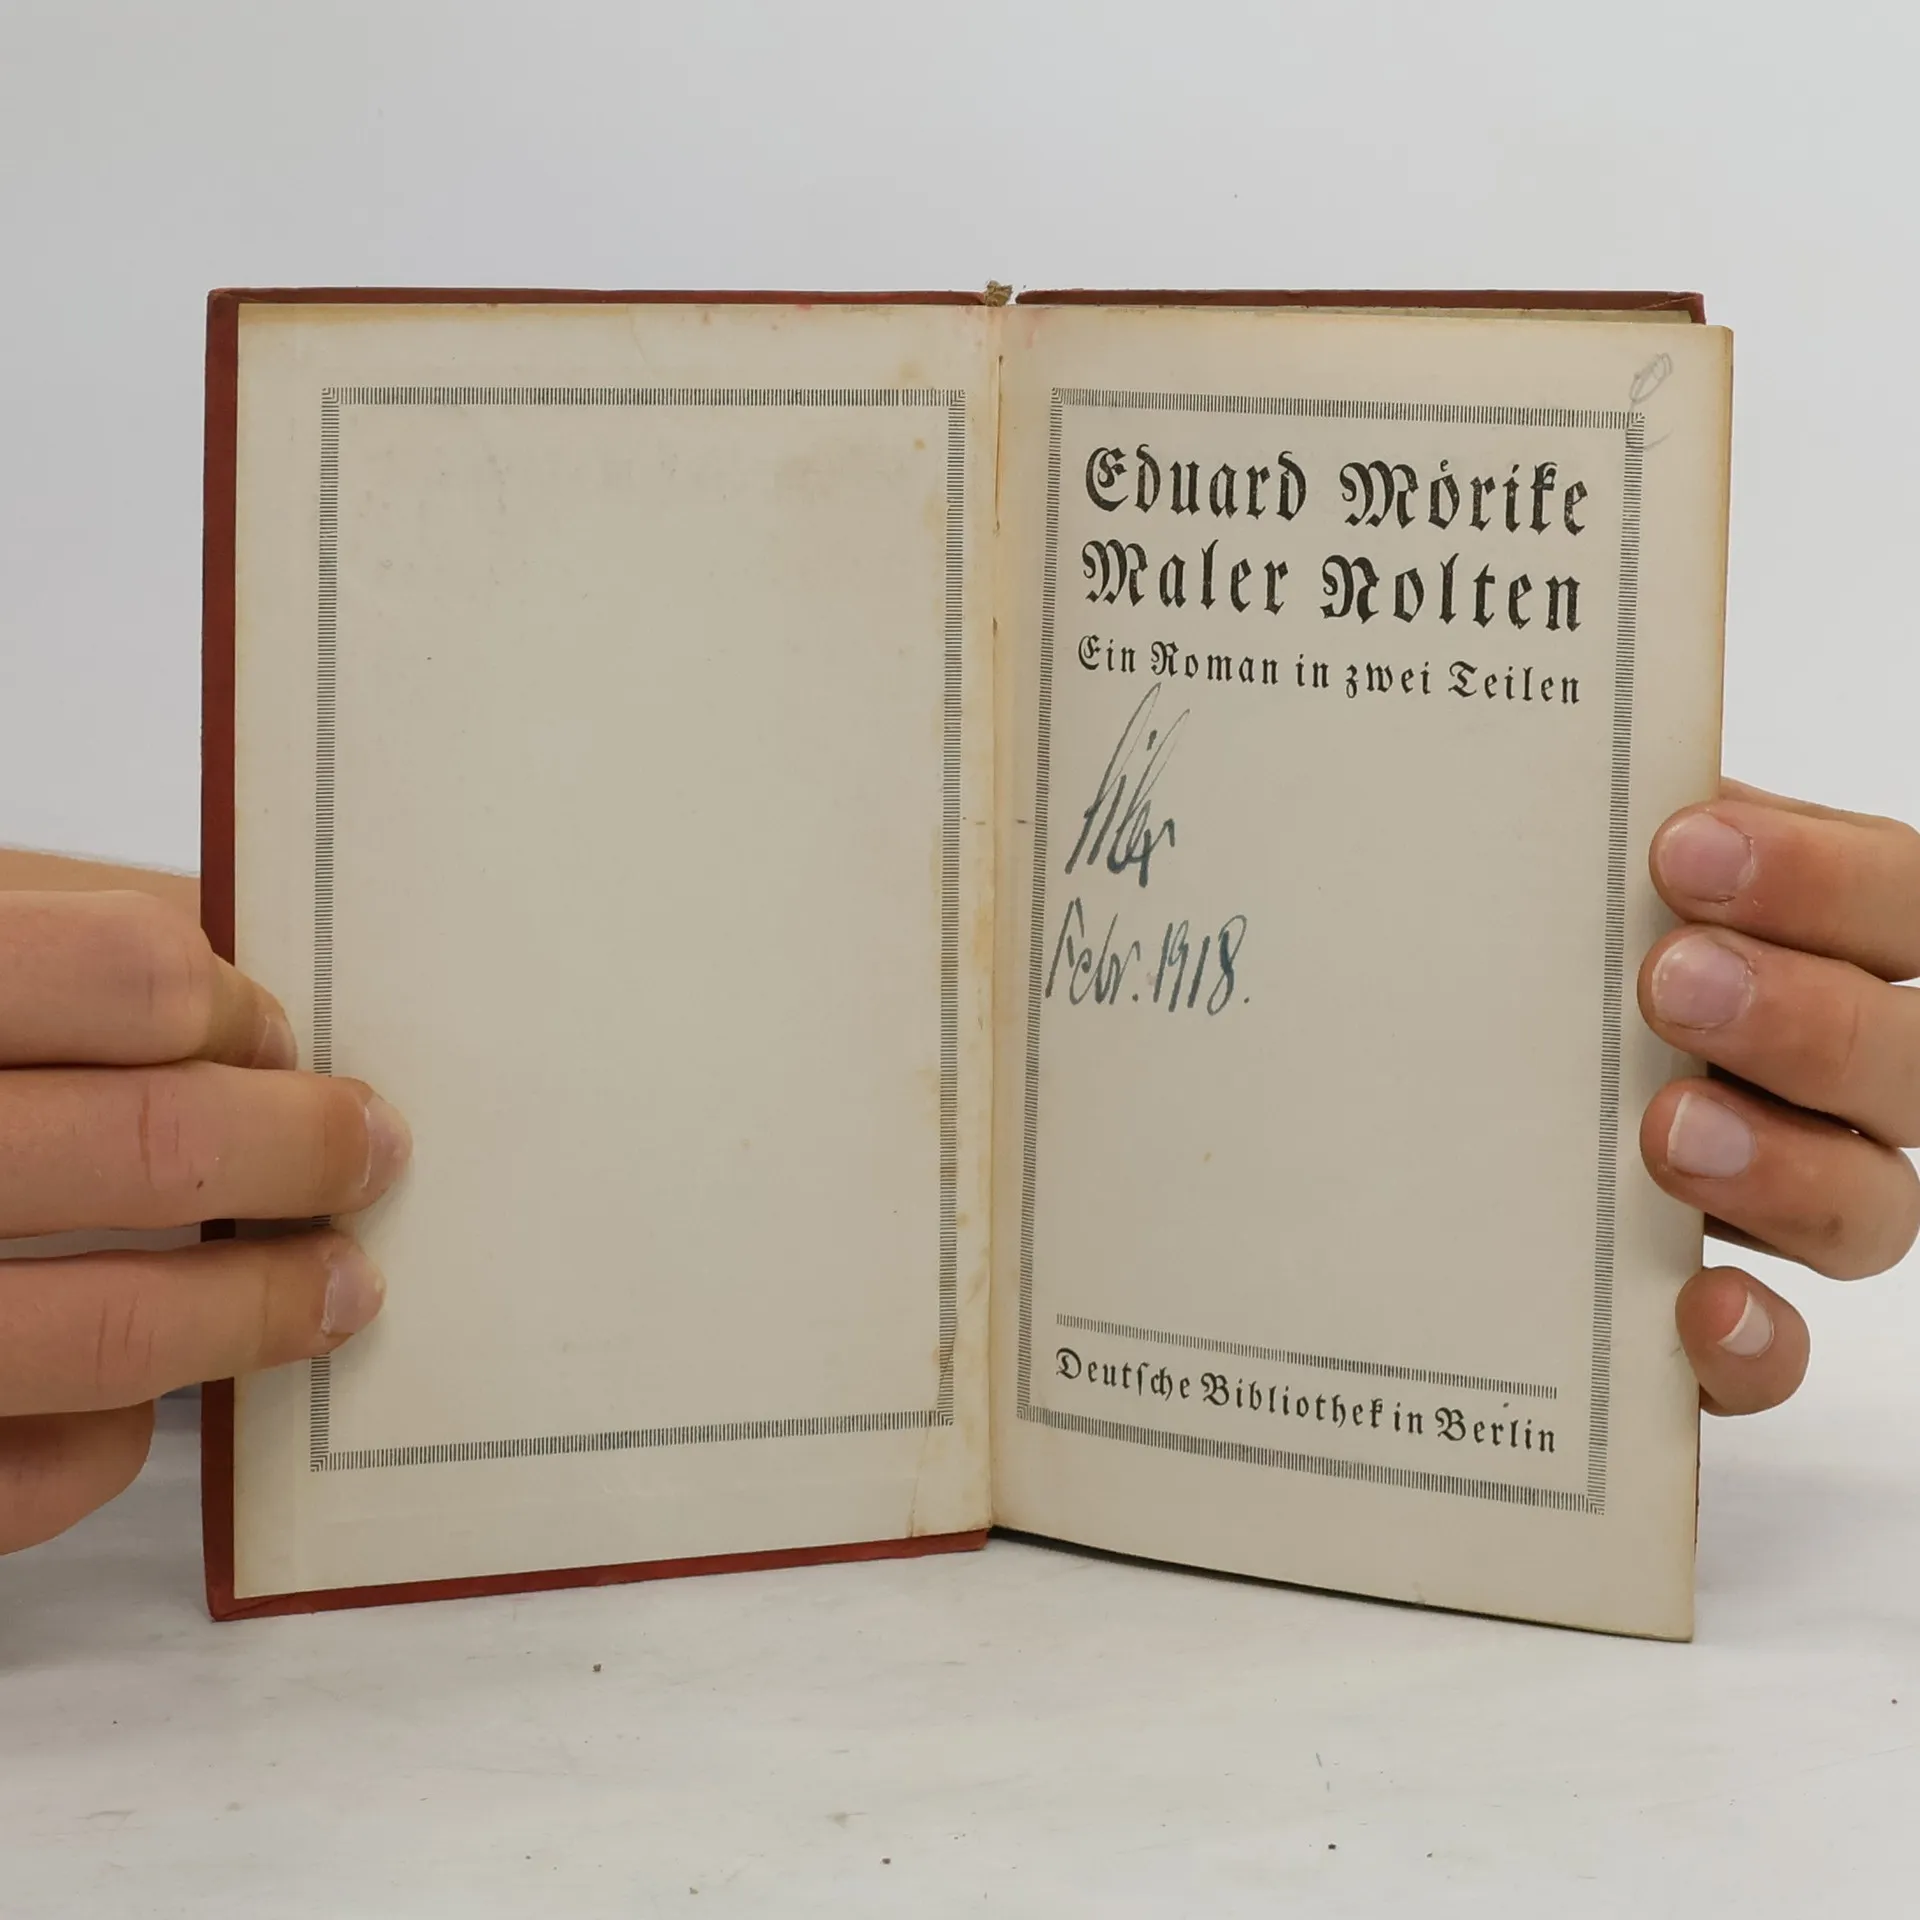 Eduard Mörike
Maler Nolten
Ein Roman in zwei Teilen
Febr. 1918.
Deutsche Bibliothek in Berlin